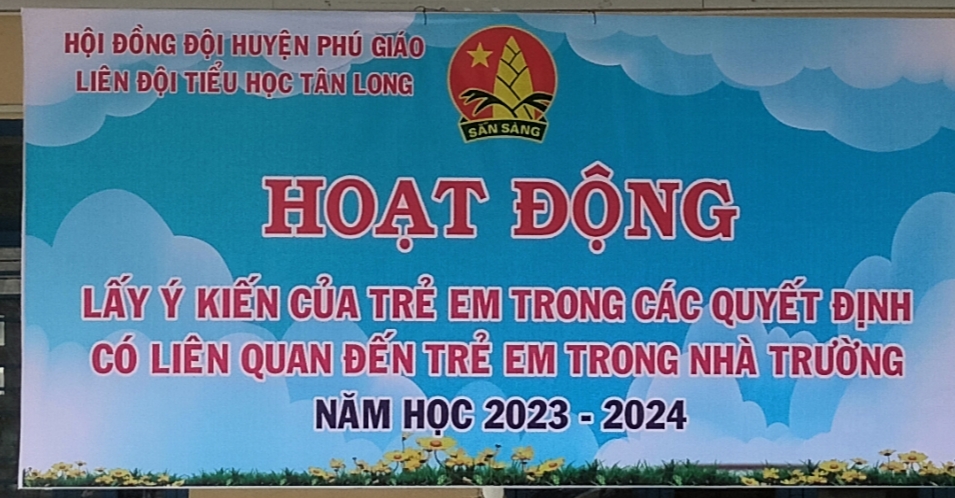 HỘI ĐỒNG ĐỘI HUYỆN PHÚ GIÁO
LIÊN ĐỘI TIỂU HỌC TÂN LONG
SẴN SÀNG
HOẠT ĐỘNG
LẤY Ý KIẾN CỦA TRẺ EM TRONG CÁC QUYẾT ĐỊNH
CÓ LIÊN QUAN ĐẾN TRẺ EM TRONG NHÀ TRƯỜNG
NĂM HỌC 2023 - 2024